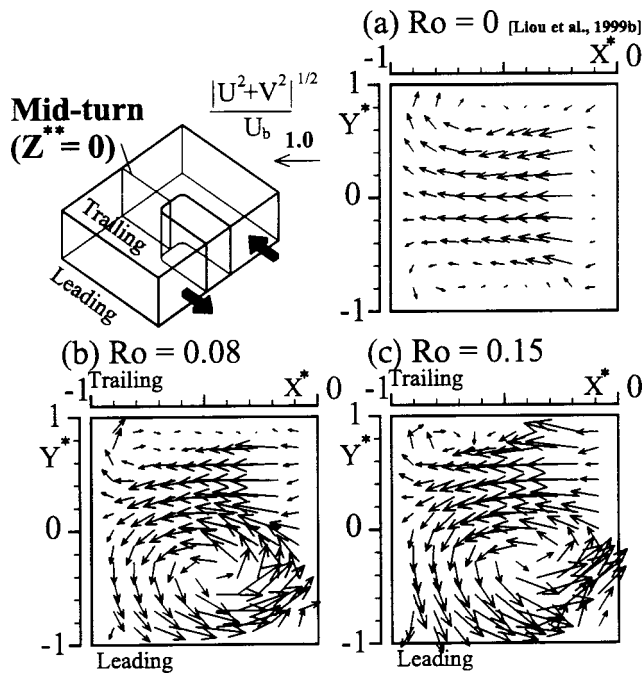 (a) Ro = 0 [Liou et al., 1999b]
-1 X* 0
Mid-turn
(Z** = 0)
|U²+V²|^1/2
U_b
1.0
Trailing
Leading
1
Y*
0
-1
(b) Ro = 0.08
Trailing
-1 X* 0
1
Y*
0
-1
Leading
(c) Ro = 0.15
Trailing
-1 X* 0
1
Y*
0
-1
Leading